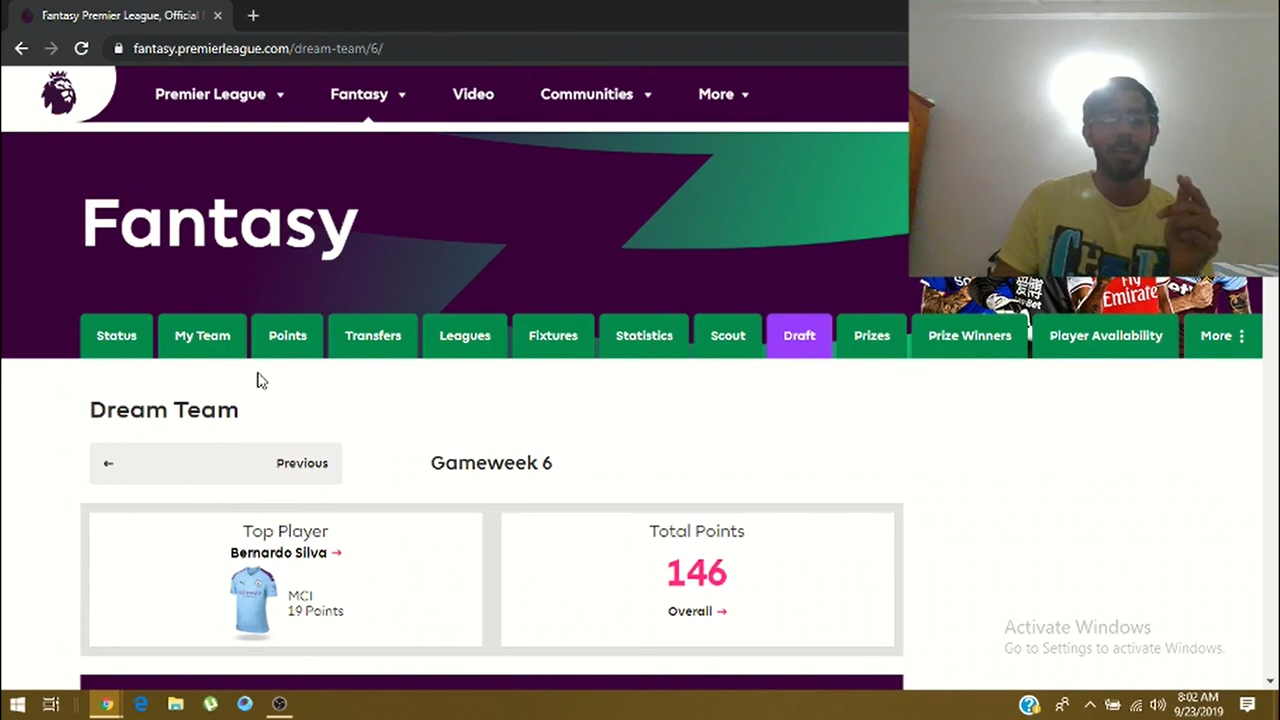 Fantasy Premier League, Official
fantasy.premierleague.com/dream-team/6/
Premier League
Fantasy
Video
Communities
More
Fantasy
Fly
Emirate
Status
My Team
Points
Transfers
Leagues
Fixtures
Statistics
Scout
Draft
Prizes
Prize Winners
Player Availability
More
Dream Team
← Previous
Gameweek 6
Top Player
Bernardo Silva →
MCI
19 Points
Total Points
146
Overall →
Activate Windows
Go to Settings to activate Windows.
8:02 AM
9/23/2019